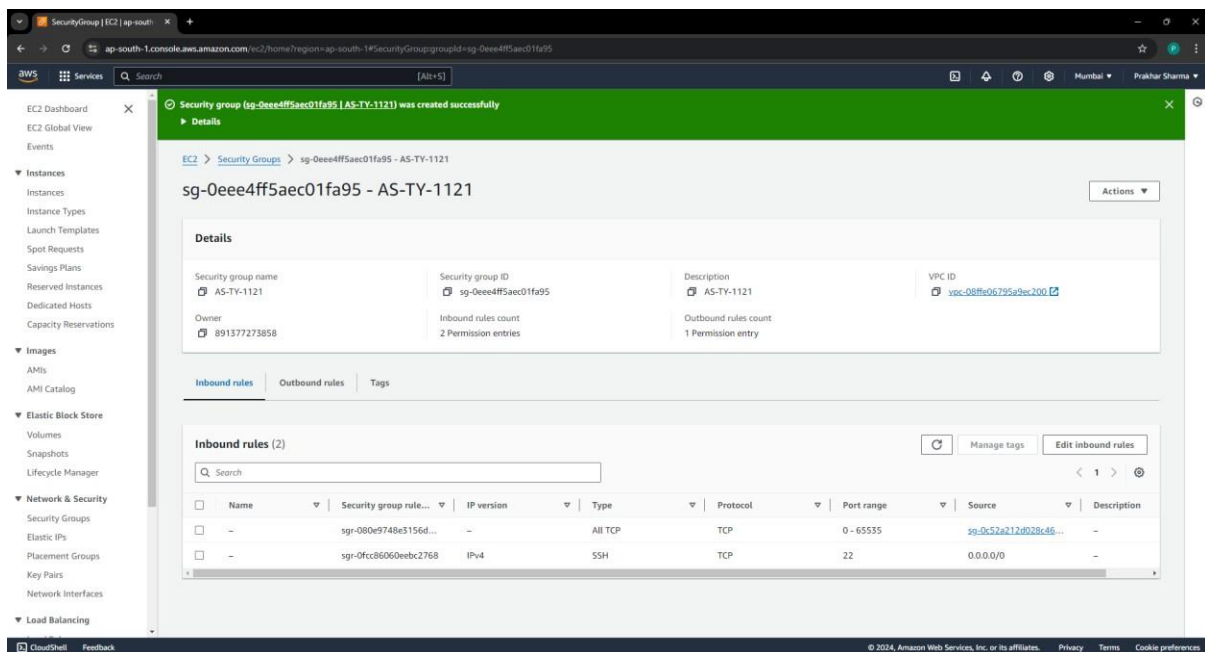 SecurityGroup | EC2 | ap-south
ap-south-1.console.aws.amazon.com/ec2/home?region=ap-south-1#SecurityGroup:groupId=sg-0eee4ff5aec01fa95
aws Services Search [Alt+S] Mumbai Prakhar Sharma
EC2 Dashboard
EC2 Global View
Events
Instances
Instances
Instance Types
Launch Templates
Spot Requests
Savings Plans
Reserved Instances
Dedicated Hosts
Capacity Reservations
Images
AMIs
AMI Catalog
Elastic Block Store
Volumes
Snapshots
Lifecycle Manager
Network & Security
Security Groups
Elastic IPs
Placement Groups
Key Pairs
Network Interfaces
Load Balancing
Security group (sg-0eee4ff5aec01fa95 | AS-TY-1121) was created successfully
Details
EC2 > Security Groups > sg-0eee4ff5aec01fa95 - AS-TY-1121
sg-0eee4ff5aec01fa95 - AS-TY-1121 Actions
Details
Security group name Security group ID Description VPC ID
AS-TY-1121 sg-0eee4ff5aec01fa95 AS-TY-1121 vpc-08ffe06795a9ec200
Owner Inbound rules count Outbound rules count
891377273858 2 Permission entries 1 Permission entry
Inbound rules Outbound rules Tags
Inbound rules (2) Manage tags Edit inbound rules
Search < 1 >
Name Security group rule... IP version Type Protocol Port range Source Description
– sgr-080e9748e3156d... – All TCP TCP 0 - 65535 sg-0c52a212d028c46... –
– sgr-0fcc86060eebc2768 IPv4 SSH TCP 22 0.0.0.0/0 –
CloudShell Feedback © 2024, Amazon Web Services, Inc. or its affiliates. Privacy Terms Cookie preferences